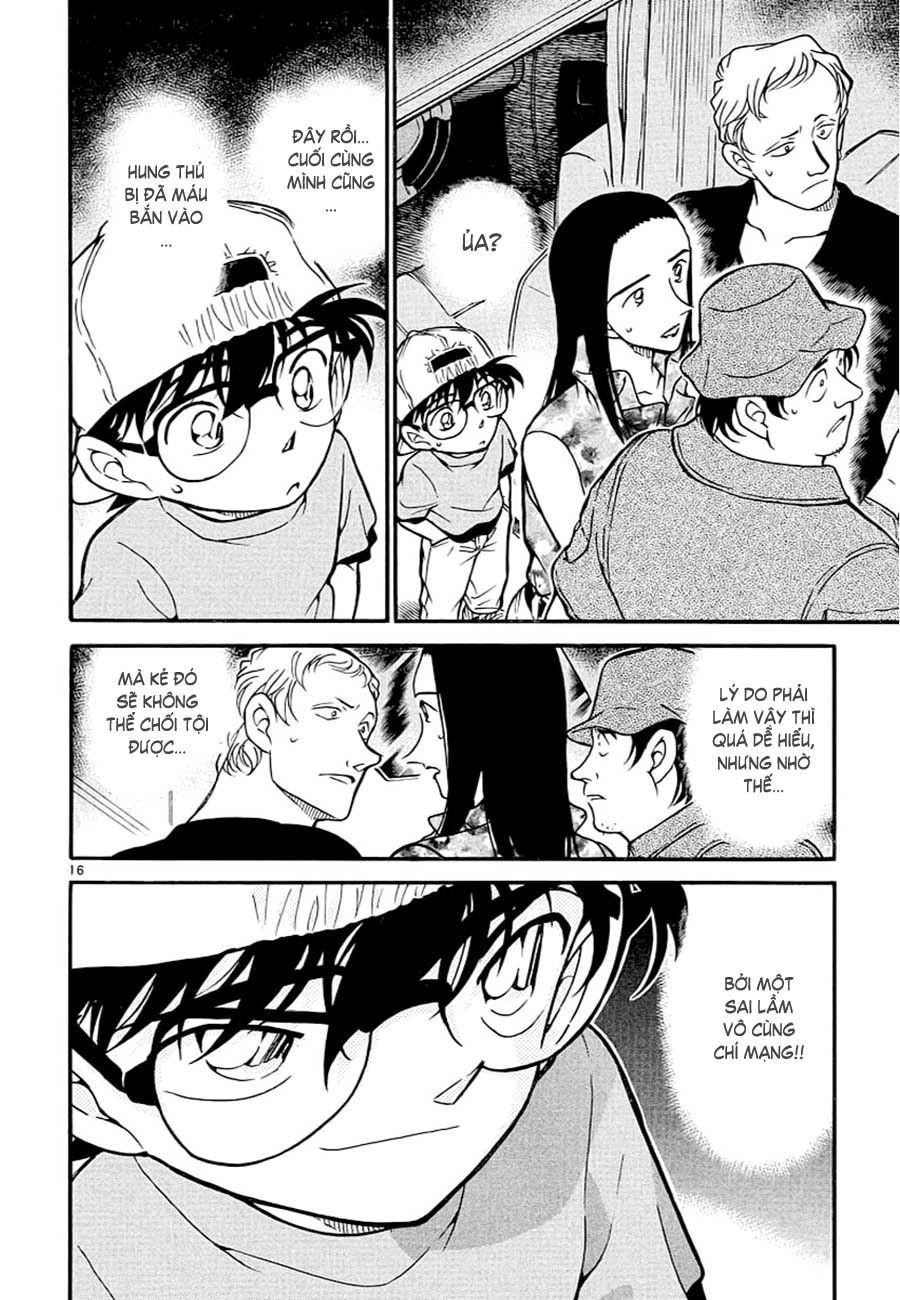 ỦA?
ĐÂY RỒI...
CUỐI CÙNG
MÌNH CŨNG
...
HUNG THỦ
BỊ ĐÃ MÁU
BẮN VÀO
...
LÝ DO PHẢI
LÀM VẬY THÌ
QUÁ DỄ HIỂU,
NHƯNG NHỜ
THẾ...
MÀ KẺ ĐÓ
SẼ KHÔNG
THỂ CHỐI TỘI
ĐƯỢC...
16
BỞI MỘT
SAI LẦM
VÔ CÙNG
CHÍ MẠNG!!